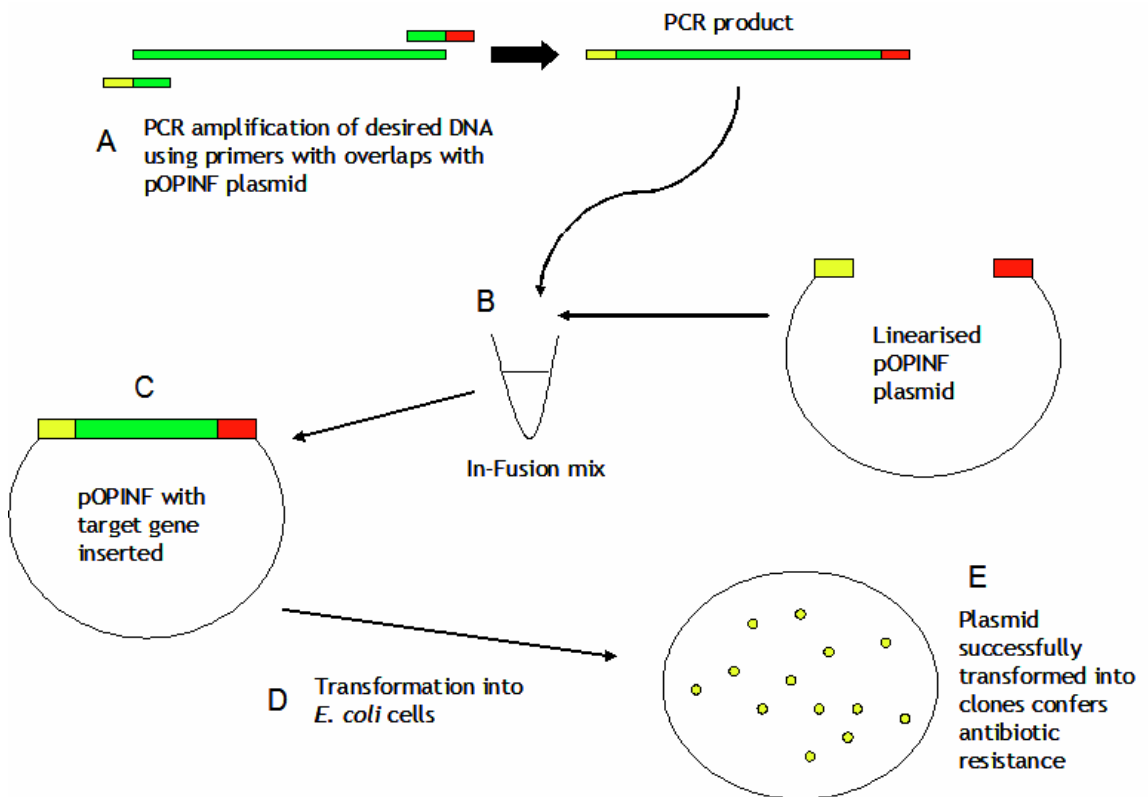 PCR product
A
PCR amplification of desired DNA
using primers with overlaps with
pOPINF plasmid
B
Linearised
pOPINF
plasmid
In-Fusion mix
C
pOPINF with
target gene
inserted
D
Transformation into
E. coli cells
E
Plasmid
successfully
transformed into
clones confers
antibiotic
resistance